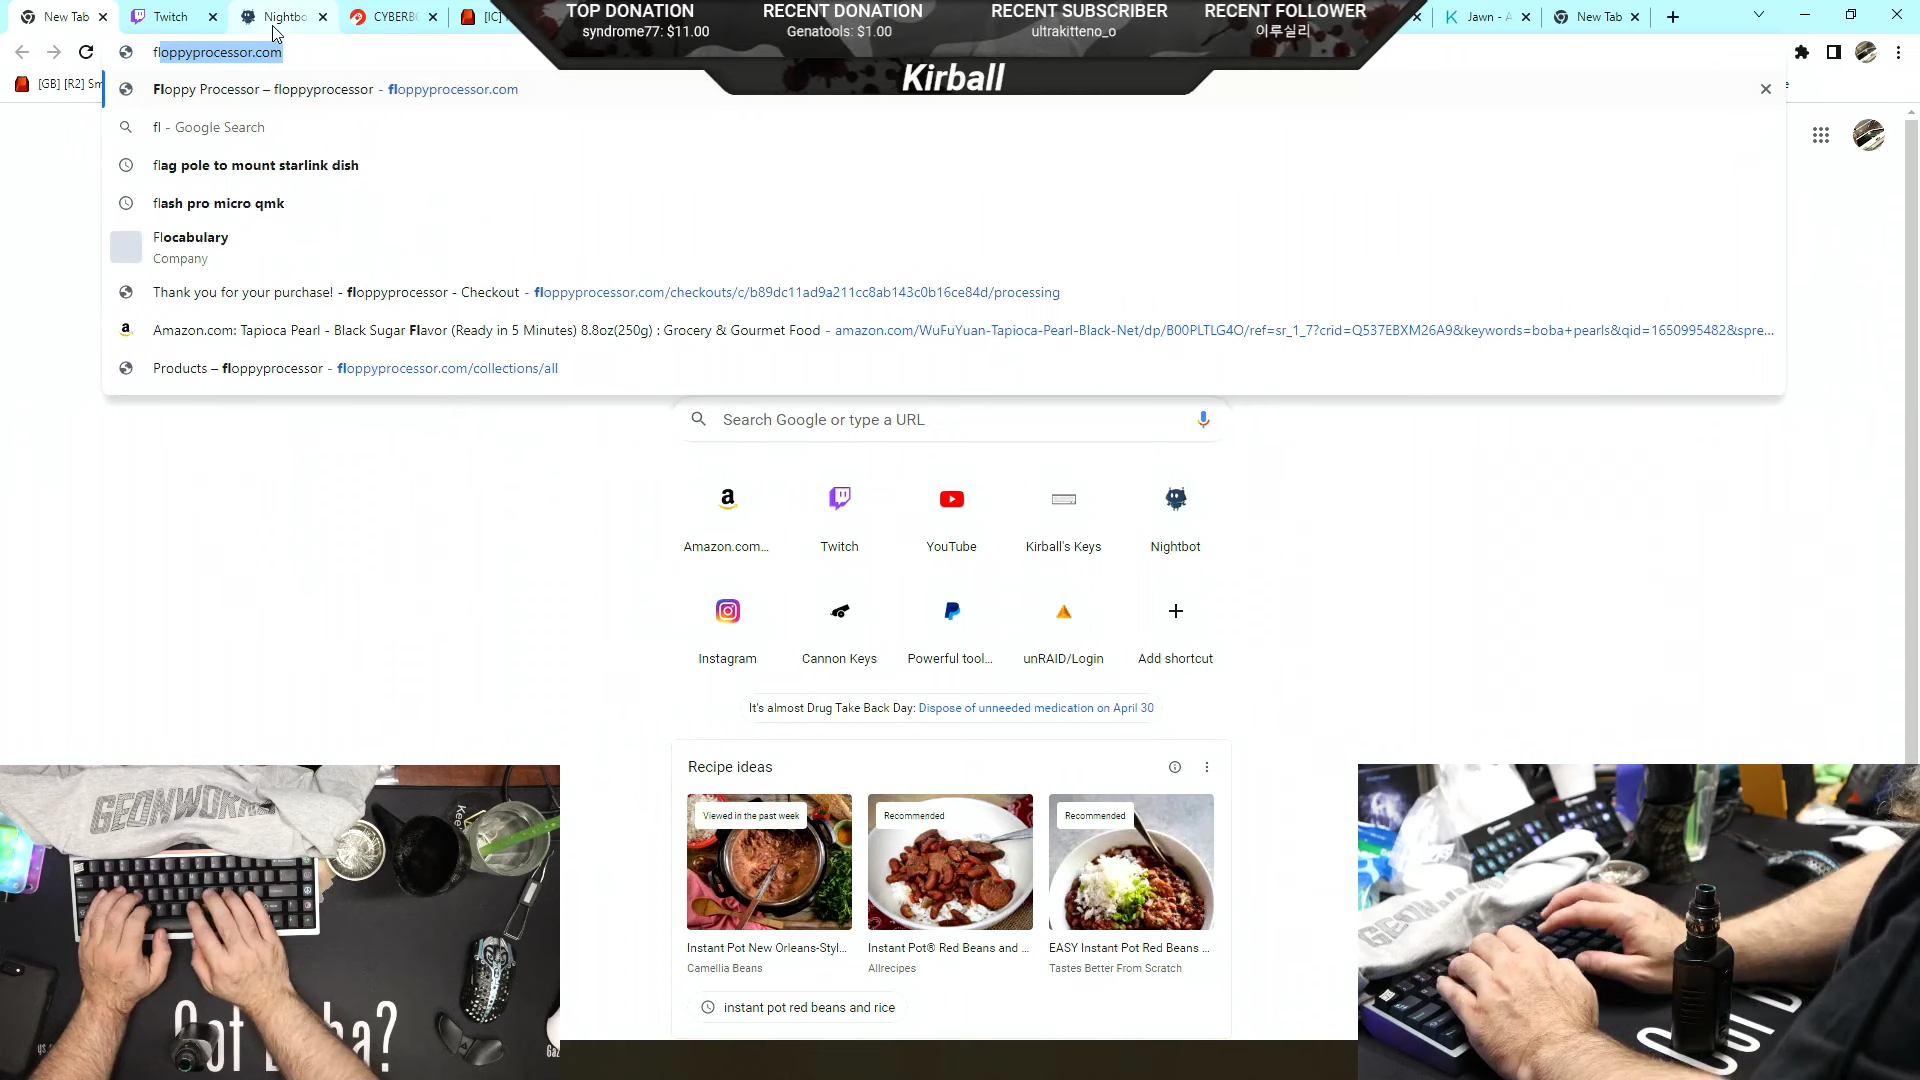 New Tab
Twitch
Nightbo
CYBERBO
[IC]
TOP DONATION
syndrome77: $11.00
RECENT DONATION
Genatools: $1.00
RECENT SUBSCRIBER
ultrakitteno_o
RECENT FOLLOWER
이루실리
Jawn - A
New Tab
Kirball
floppyprocessor.com
[GB] [R2] Sm
Floppy Processor – floppyprocessor - floppyprocessor.com
fl - Google Search
flag pole to mount starlink dish
flash pro micro qmk
Flocabulary
Company
Thank you for your purchase! - floppyprocessor - Checkout - floppyprocessor.com/checkouts/c/b89dc11ad9a211cc8ab143c0b16ce84d/processing
Amazon.com: Tapioca Pearl - Black Sugar Flavor (Ready in 5 Minutes) 8.8oz(250g) : Grocery & Gourmet Food - amazon.com/WuFuYuan-Tapioca-Pearl-Black-Net/dp/B00PLTLG4O/ref=sr_1_7?crid=Q537EBXM26A9&keywords=boba+pearls&qid=1650995482&spre...
Products – floppyprocessor - floppyprocessor.com/collections/all
Search Google or type a URL
Amazon.com...
Twitch
YouTube
Kirball's Keys
Nightbot
Instagram
Cannon Keys
Powerful tool...
unRAID/Login
Add shortcut
It's almost Drug Take Back Day: Dispose of unneeded medication on April 30
Recipe ideas
Viewed in the past week
Recommended
Recommended
Instant Pot New Orleans-Styl...
Camellia Beans
Instant Pot® Red Beans and ...
Allrecipes
EASY Instant Pot Red Beans ...
Tastes Better From Scratch
instant pot red beans and rice
GEONWORKS
Got
ha?
GEONWORK